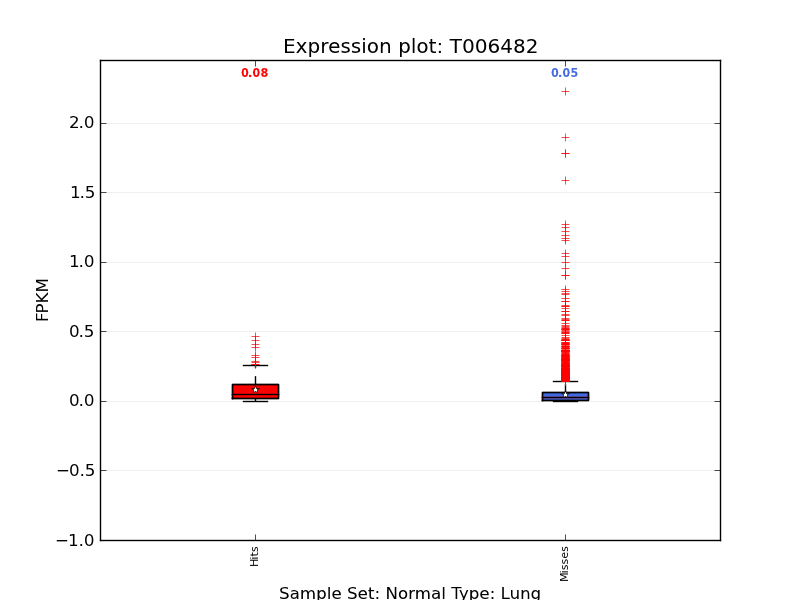 Expression plot: T006482
0.08
0.05
2.0
1.5
1.0
0.5
0.0
−0.5
−1.0
FPKM
Hits
Misses
Sample Set: Normal Type: Lung